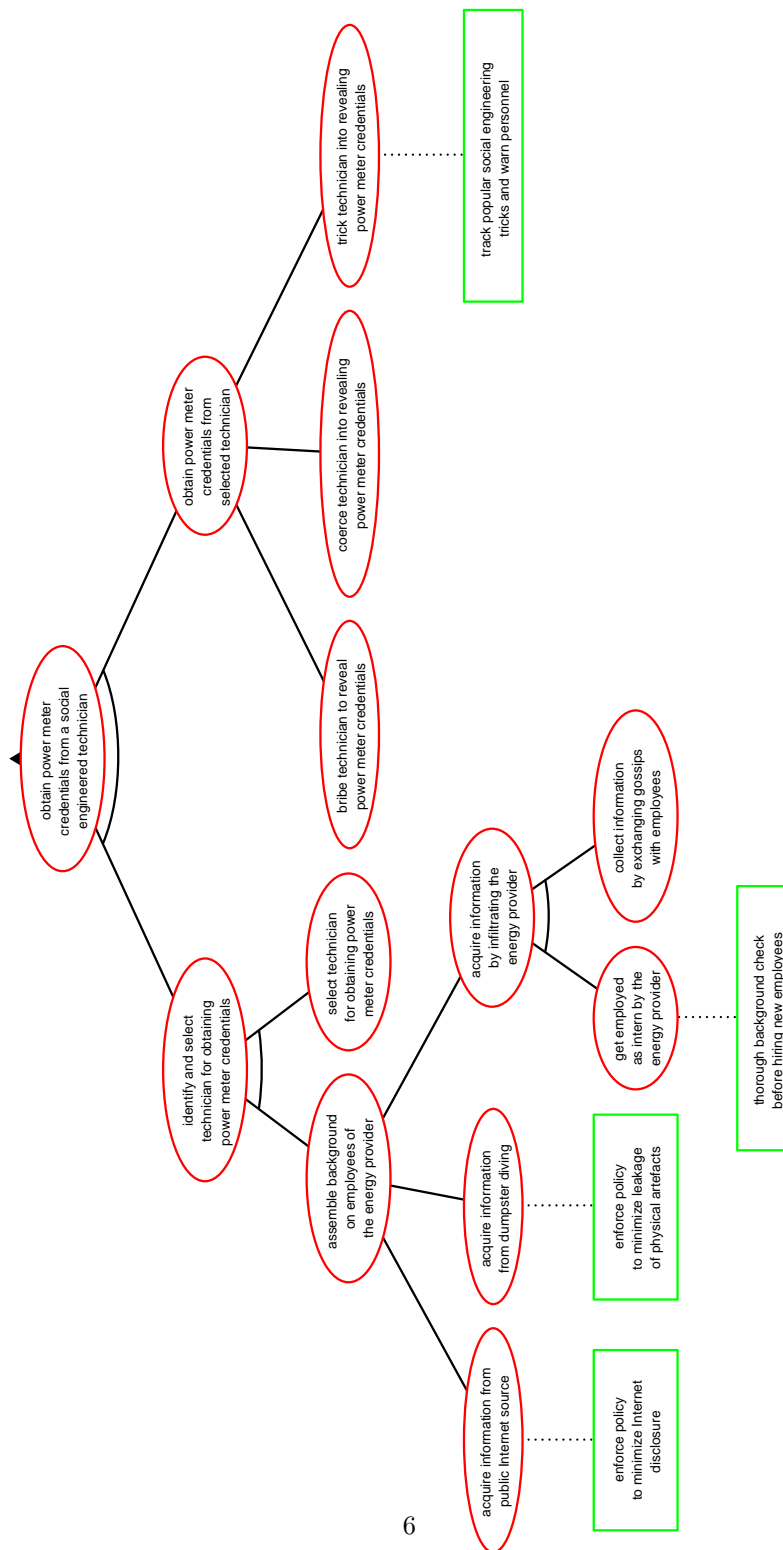 obtain power meter
credentials from a social
engineered technician
identify and select
technician for obtaining
power meter credentials
obtain power meter
credentials from
selected technician
assemble background
on employees of
the energy provider
select technician
for obtaining power
meter credentials
bribe technician to reveal
power meter credentials
coerce technician into revealing
power meter credentials
trick technician into revealing
power meter credentials
acquire information from
public Internet source
acquire information
from dumpster diving
acquire information
by infiltrating the
energy provider
track popular social engineering
tricks and warn personnel
enforce policy
to minimize Internet
disclosure
enforce policy
to minimize leakage
of physical artefacts
get employed
as intern by the
energy provider
collect information
by exchanging gossips
with employees
thorough background check
before hiring new employees
6